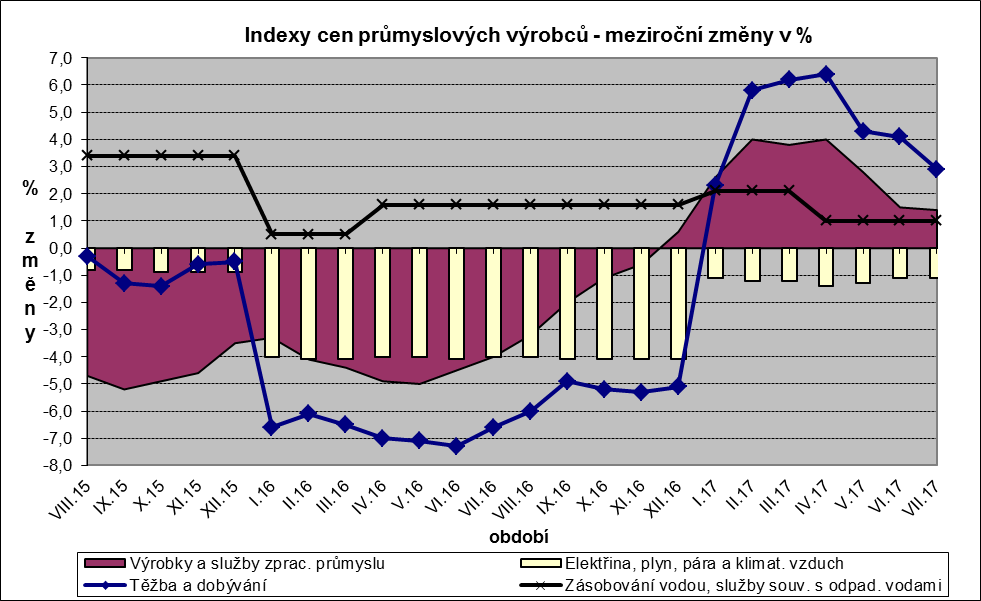 Indexy cen průmyslových výrobců - meziroční změny v %
7,0
6,0
5,0
4,0
3,0
2,0
1,0
0,0
-1,0
-2,0
-3,0
-4,0
-5,0
-6,0
-7,0
-8,0
% změny
VIII.15
IX.15
X.15
XI.15
XII.15
I.16
II.16
III.16
IV.16
V.16
VI.16
VII.16
VIII.16
IX.16
X.16
XI.16
XII.16
I.17
II.17
III.17
IV.17
V.17
VI.17
VII.17
období
Výrobky a služby zprac. průmyslu
Elektřina, plyn, pára a klimat. vzduch
Těžba a dobývání
Zásobování vodou, služby souv. s odpad. vodami